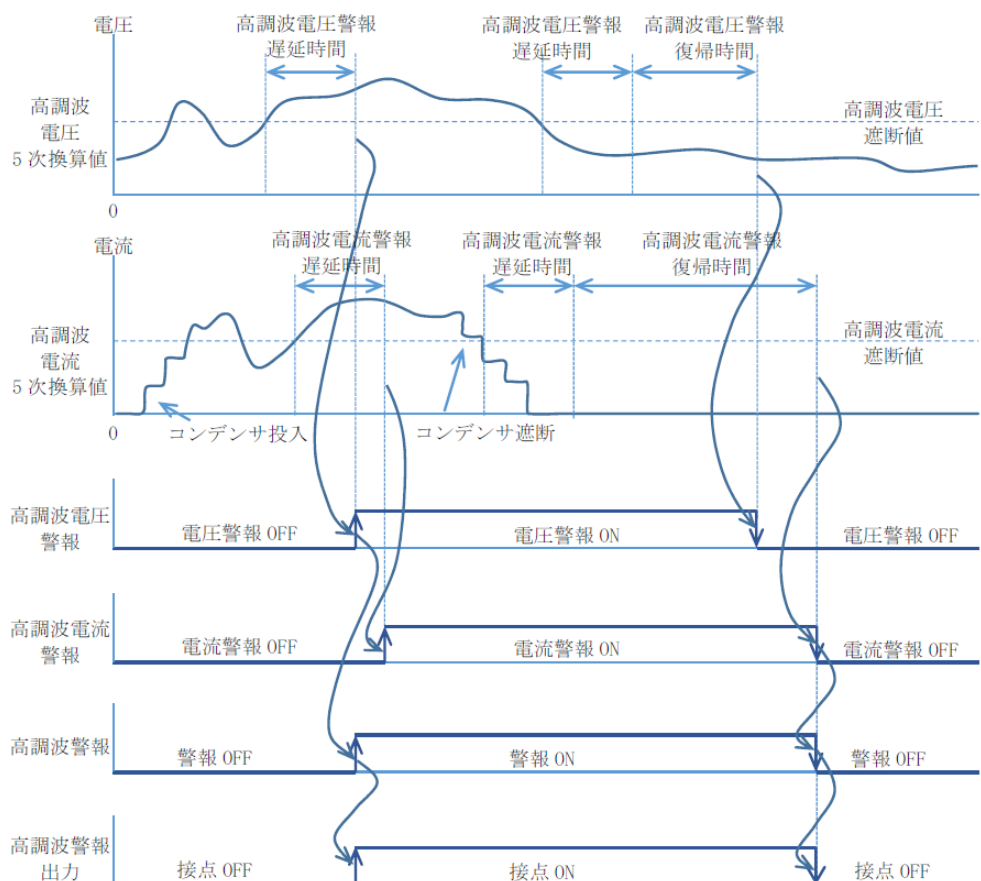 電圧
高調波電圧警報
遅延時間
高調波電圧警報
遅延時間
高調波電圧警報
復帰時間
高調波
電圧
5 次換算値
高調波電圧
遮断値
0
電流
高調波電流警報
遅延時間
高調波電流警報
遅延時間
高調波電流警報
復帰時間
高調波
電流
5 次換算値
高調波電流
遮断値
0
コンデンサ投入
コンデンサ遮断
高調波電圧
警報
電圧警報 OFF
電圧警報 ON
電圧警報 OFF
高調波電流
警報
電流警報 OFF
電流警報 ON
電流警報 OFF
高調波警報
警報 OFF
警報 ON
警報 OFF
高調波警報
出力
接点 OFF
接点 ON
接点 OFF